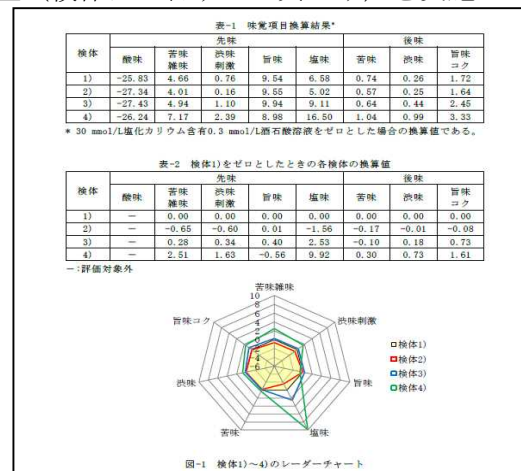 表-1 味覚項目換算結果*
検体 先味 後味
酸味 苦味雑味 渋味刺激 旨味 塩味 苦味 渋味 旨味コク
1) -25.83 4.66 0.76 9.54 6.58 0.74 0.26 1.72
2) -27.34 4.01 0.16 9.55 5.02 0.57 0.25 1.64
3) -27.43 4.94 1.10 9.94 9.11 0.64 0.44 2.45
4) -26.24 7.17 2.39 8.98 16.50 1.04 0.99 3.33
* 30 mmol/L塩化カリウム含有0.3 mmol/L酒石酸溶液をゼロとした場合の換算値である。
表-2 検体1)をゼロとしたときの各検体の換算値
検体 先味 後味
酸味 苦味雑味 渋味刺激 旨味 塩味 苦味 渋味 旨味コク
1) － 0.00 0.00 0.00 0.00 0.00 0.00 0.00
2) － -0.65 -0.60 0.01 -1.56 -0.17 -0.01 -0.08
3) － 0.28 0.34 0.40 2.53 -0.10 0.18 0.73
4) － 2.51 1.63 -0.56 9.92 0.30 0.73 1.61
－:評価対象外
苦味雑味
渋味刺激
旨味
塩味
苦味
渋味
旨味コク
10
8
6
4
2
0
検体1)
検体2)
検体3)
検体4)
図-1 検体1)～4)のレーダーチャート